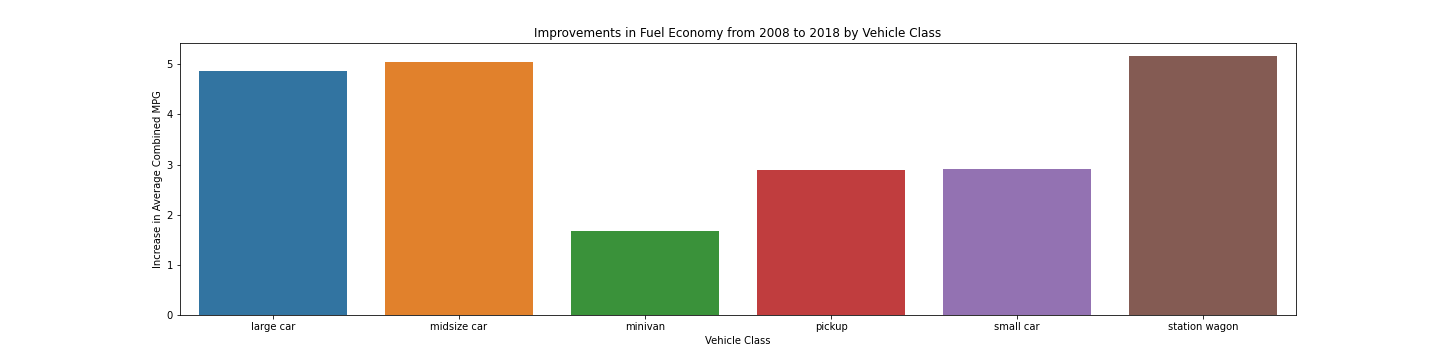 Improvements in Fuel Economy from 2008 to 2018 by Vehicle Class
Increase in Average Combined MPG
5
4
3
2
1
0
large car
midsize car
minivan
pickup
small car
station wagon
Vehicle Class